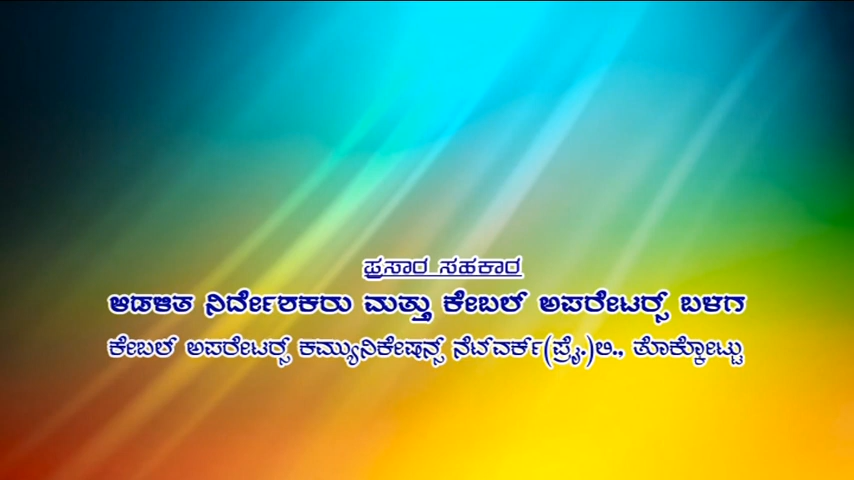 ಪ್ರಸಾರ ಸಹಕಾರ
ಆಡಳಿತ ನಿರ್ದೇಶಕರು ಮತ್ತು ಕೇಬಲ್ ಅಪರೇಟರ‍್ಸ್ ಬಳಗ
ಕೇಬಲ್ ಅಪರೇಟರ‍್ಸ್ ಕಮ್ಯುನಿಕೇಷನ್ಸ್ ನೆಟ್‌ವರ್ಕ್(ಪ್ರೈ.)ಲಿ., ತೊಕ್ಕೋಟ್ಟು